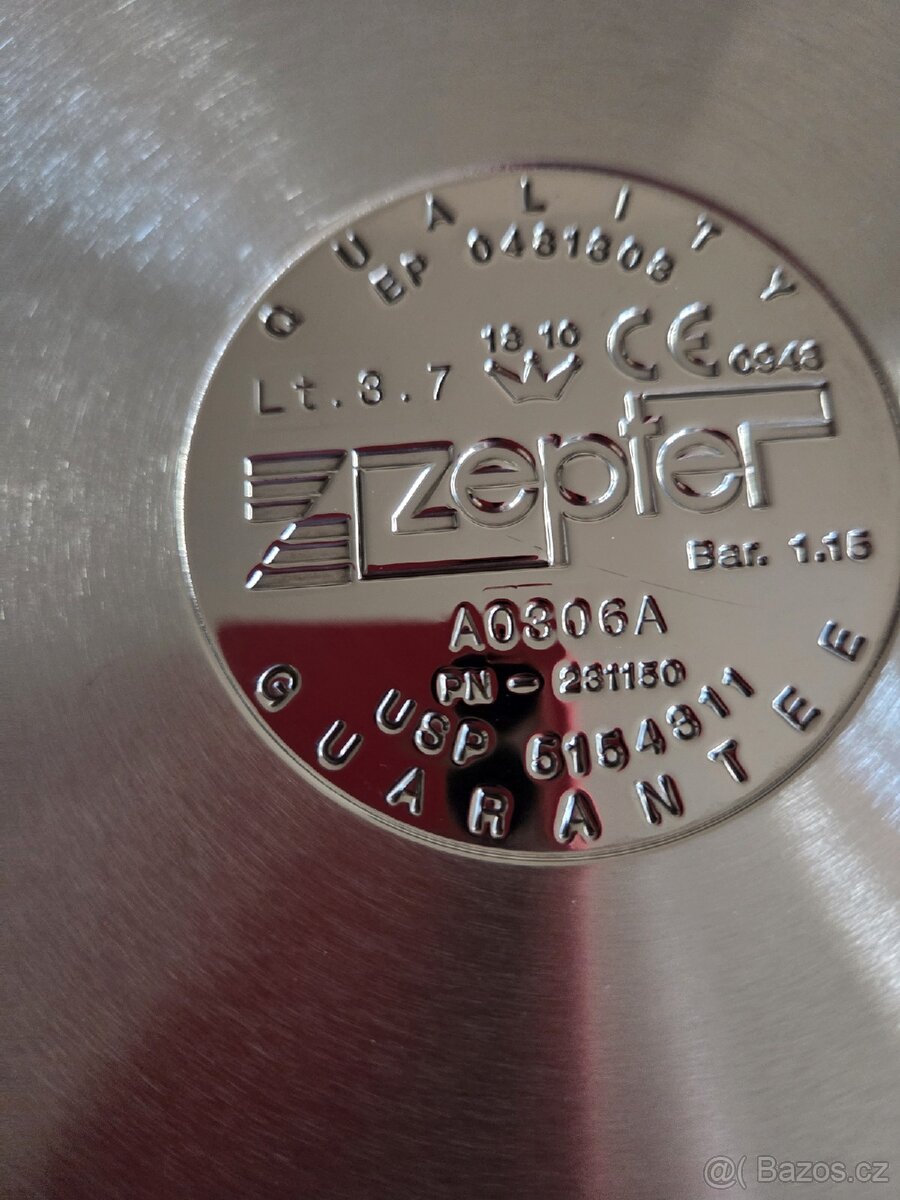 QUALITY
EP 0481808
18 10
CE 0948
Lt.3.7
zepter
Bar. 1.15
A0306A
PN - 231150
USP 5154311
GUARANTEE
@( Bazos.cz